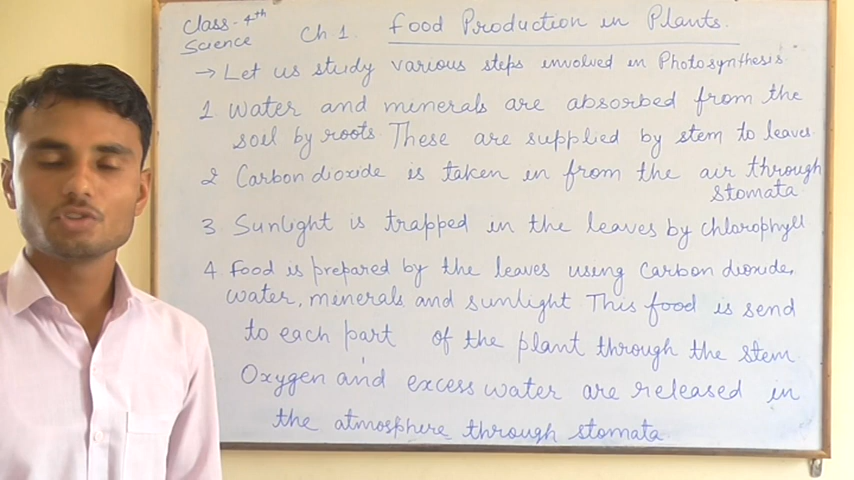 Class - 4th
Science
Ch 1. Food Production in Plants.
→ Let us study various steps involved in Photosynthesis.
1. Water and minerals are absorbed from the
soil by roots. These are supplied by stem to leaves.
2 Carbon dioxide is taken in from the air through
stomata.
3 Sunlight is trapped in the leaves by chlorophyll
4 Food is prepared by the leaves using Carbon dioxide,
water, minerals and sunlight. This food is send
to each part of the plant through the stem.
Oxygen and excess water are released in
the atmosphere through stomata.